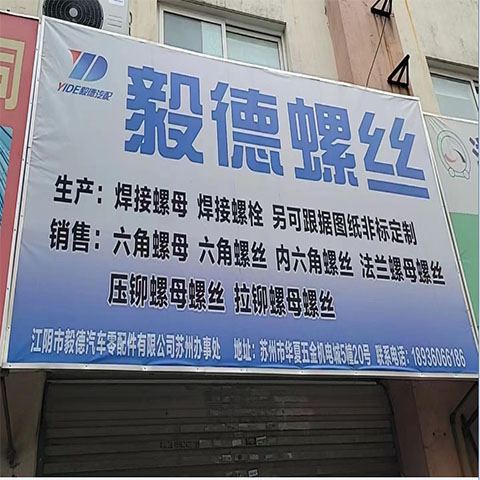 YIDE毅德汽配
毅德螺丝
生产：焊接螺母 焊接螺栓 另可跟据图纸非标定制
销售：六角螺母 六角螺丝 内六角螺丝 法兰螺母螺丝
压铆螺母螺丝 拉铆螺母螺丝
江阴市毅德汽车零配件有限公司苏州办事处 地址：苏州市华夏五金机电城5幢20号 联系电话：18936066186